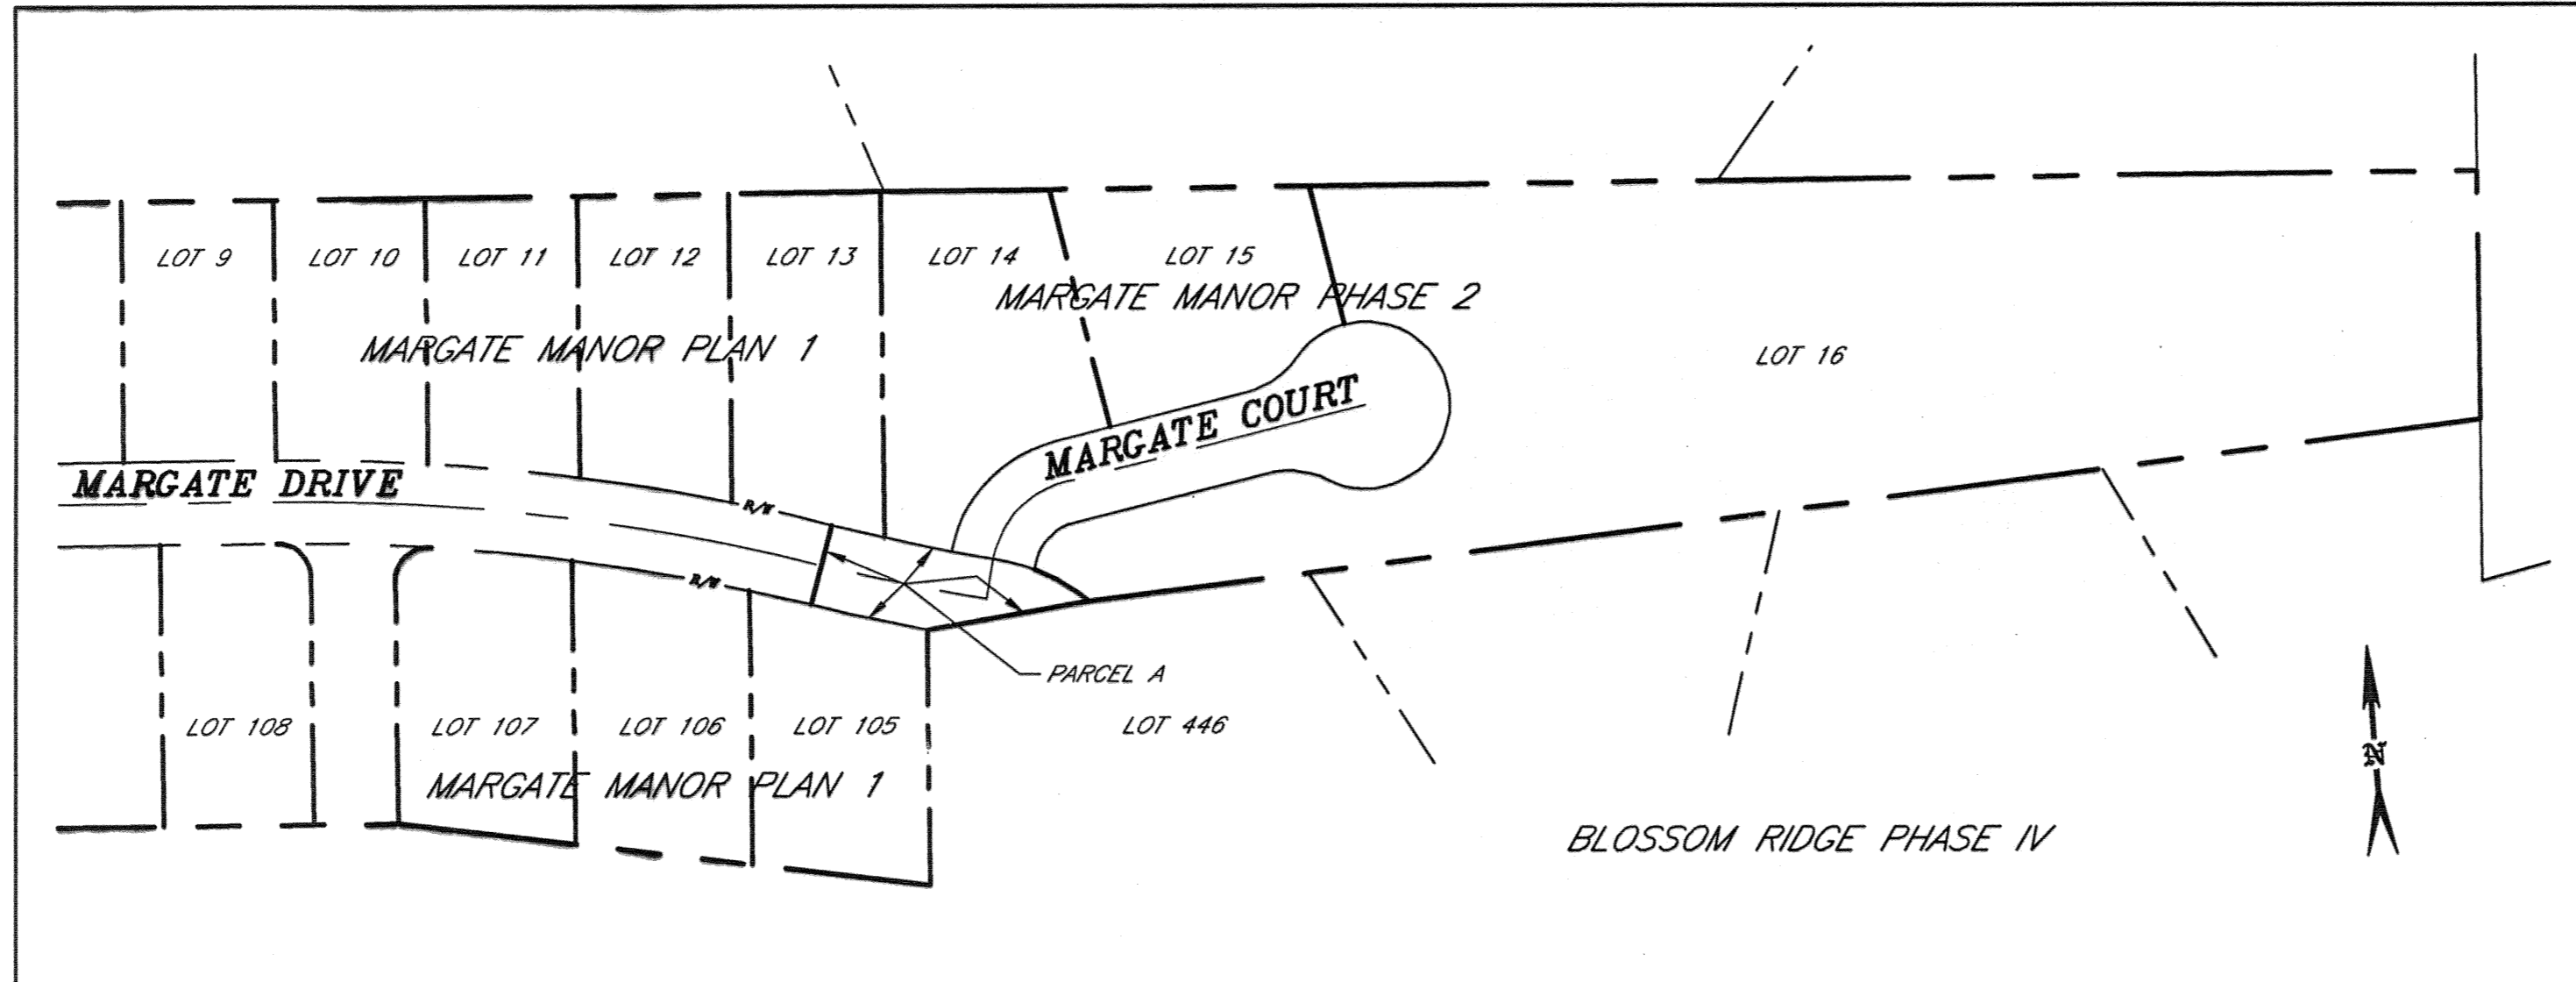 LOT 9
LOT 10
LOT 11
LOT 12
LOT 13
LOT 14
LOT 15
MARGATE MANOR PHASE 2
MARGATE MANOR PLAN 1
LOT 16
MARGATE COURT
MARGATE DRIVE
R/W
R/W
PARCEL A
LOT 108
LOT 107
LOT 106
LOT 105
LOT 446
MARGATE MANOR PLAN 1
BLOSSOM RIDGE PHASE IV
N